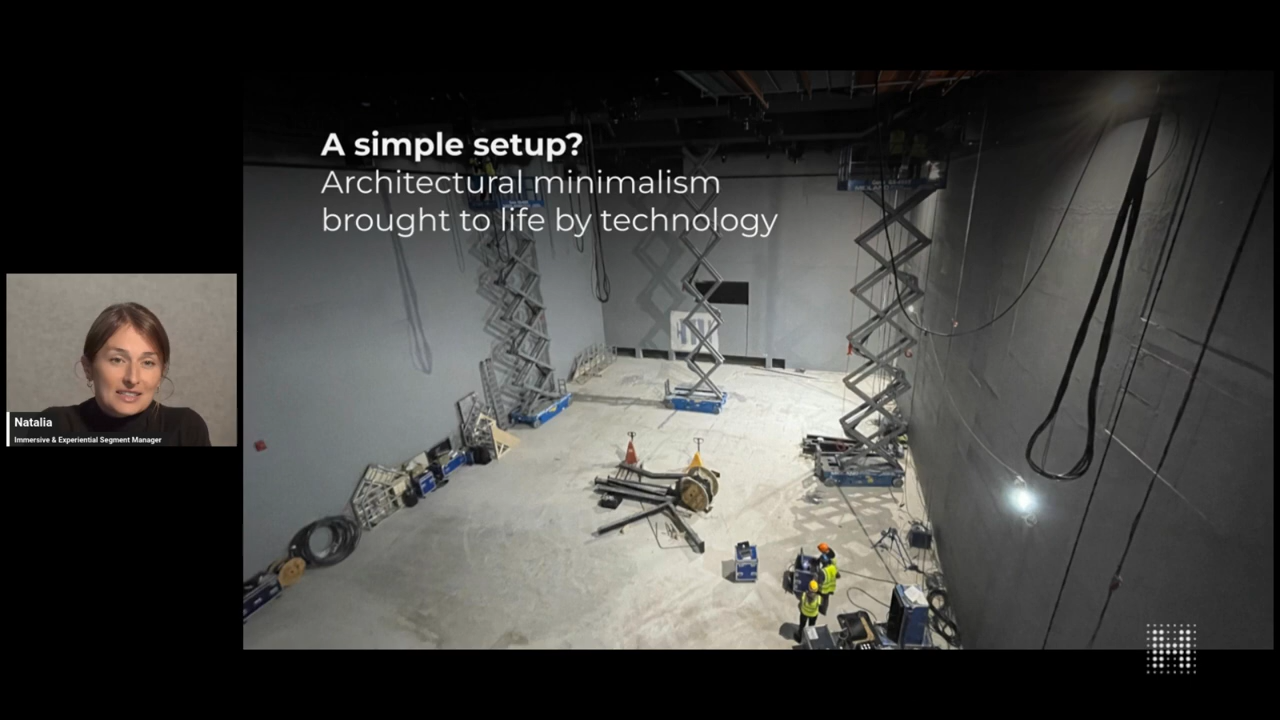 A simple setup?
Architectural minimalism
brought to life by technology
Natalia
Immersive & Experiential Segment Manager
H